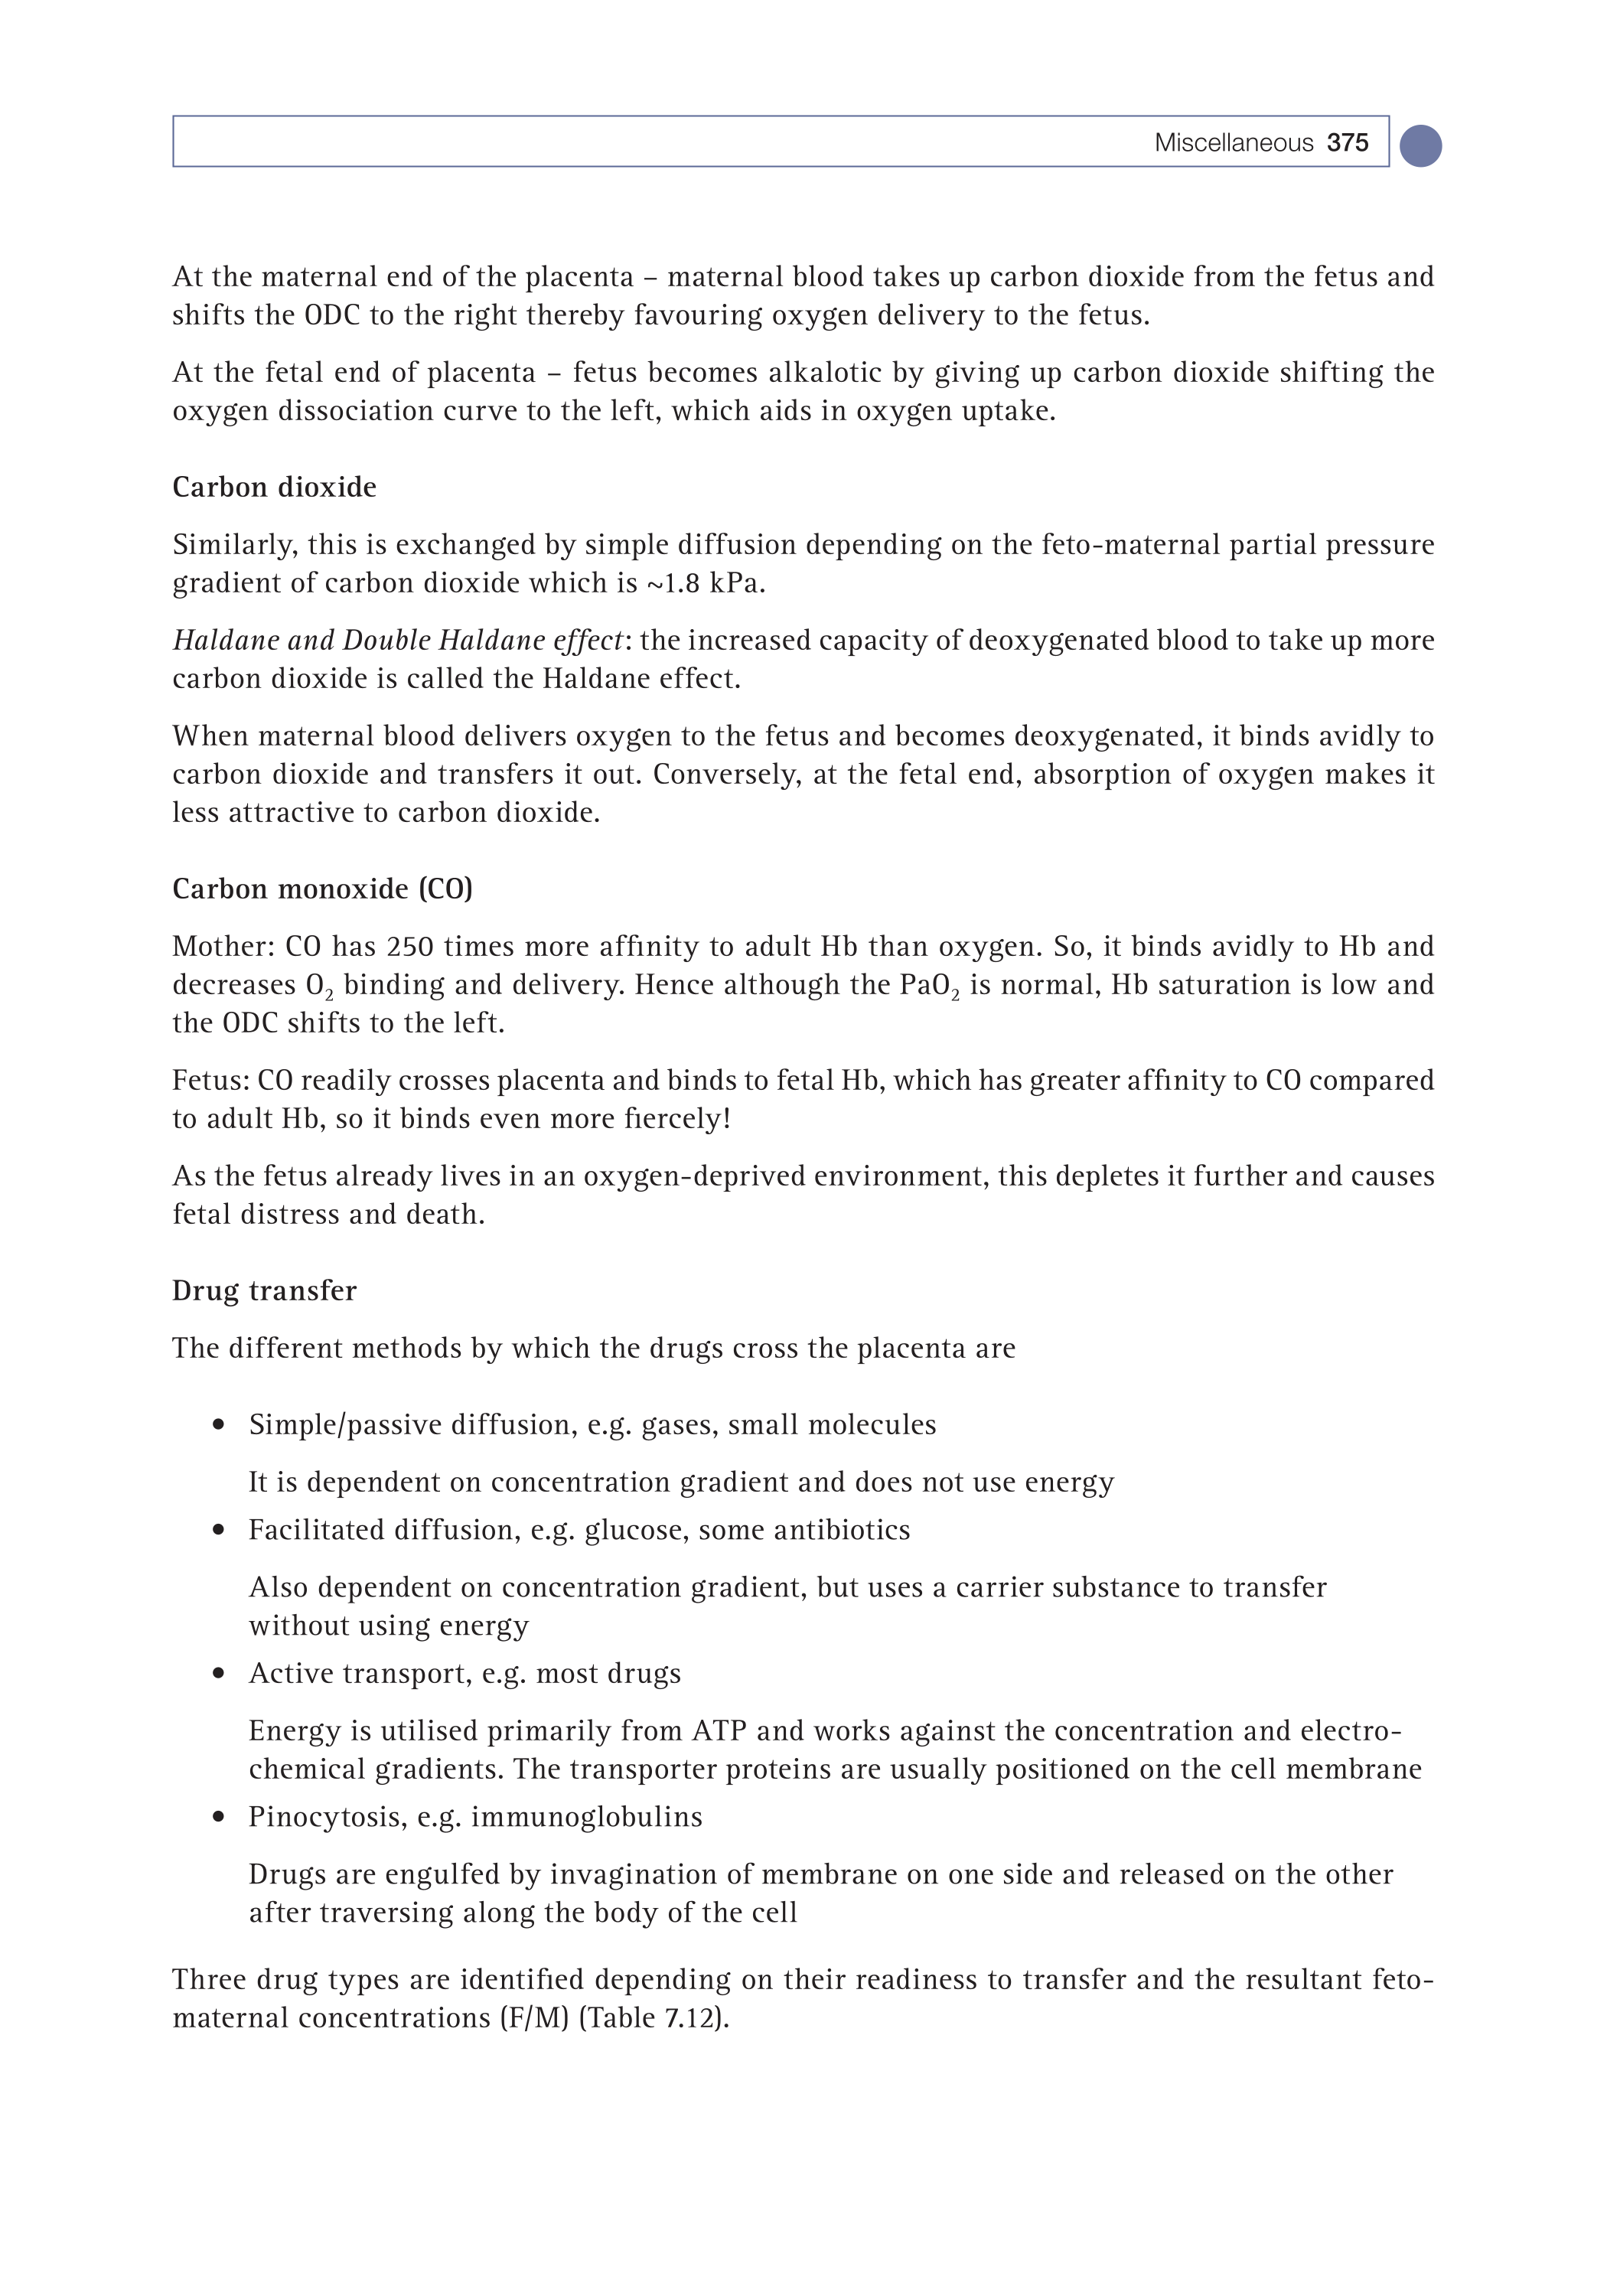 Miscellaneous 375
At the maternal end of the placenta – maternal blood takes up carbon dioxide from the fetus and
shifts the ODC to the right thereby favouring oxygen delivery to the fetus.
At the fetal end of placenta – fetus becomes alkalotic by giving up carbon dioxide shifting the
oxygen dissociation curve to the left, which aids in oxygen uptake.
Carbon dioxide
Similarly, this is exchanged by simple diffusion depending on the feto-maternal partial pressure
gradient of carbon dioxide which is ~1.8 kPa.
Haldane and Double Haldane effect: the increased capacity of deoxygenated blood to take up more
carbon dioxide is called the Haldane effect.
When maternal blood delivers oxygen to the fetus and becomes deoxygenated, it binds avidly to
carbon dioxide and transfers it out. Conversely, at the fetal end, absorption of oxygen makes it
less attractive to carbon dioxide.
Carbon monoxide (CO)
Mother: CO has 250 times more affinity to adult Hb than oxygen. So, it binds avidly to Hb and
decreases O₂ binding and delivery. Hence although the PaO₂ is normal, Hb saturation is low and
the ODC shifts to the left.
Fetus: CO readily crosses placenta and binds to fetal Hb, which has greater affinity to CO compared
to adult Hb, so it binds even more fiercely!
As the fetus already lives in an oxygen-deprived environment, this depletes it further and causes
fetal distress and death.
Drug transfer
The different methods by which the drugs cross the placenta are
• Simple/passive diffusion, e.g. gases, small molecules
It is dependent on concentration gradient and does not use energy
• Facilitated diffusion, e.g. glucose, some antibiotics
Also dependent on concentration gradient, but uses a carrier substance to transfer
without using energy
• Active transport, e.g. most drugs
Energy is utilised primarily from ATP and works against the concentration and electro-
chemical gradients. The transporter proteins are usually positioned on the cell membrane
• Pinocytosis, e.g. immunoglobulins
Drugs are engulfed by invagination of membrane on one side and released on the other
after traversing along the body of the cell
Three drug types are identified depending on their readiness to transfer and the resultant feto-
maternal concentrations (F/M) (Table 7.12).